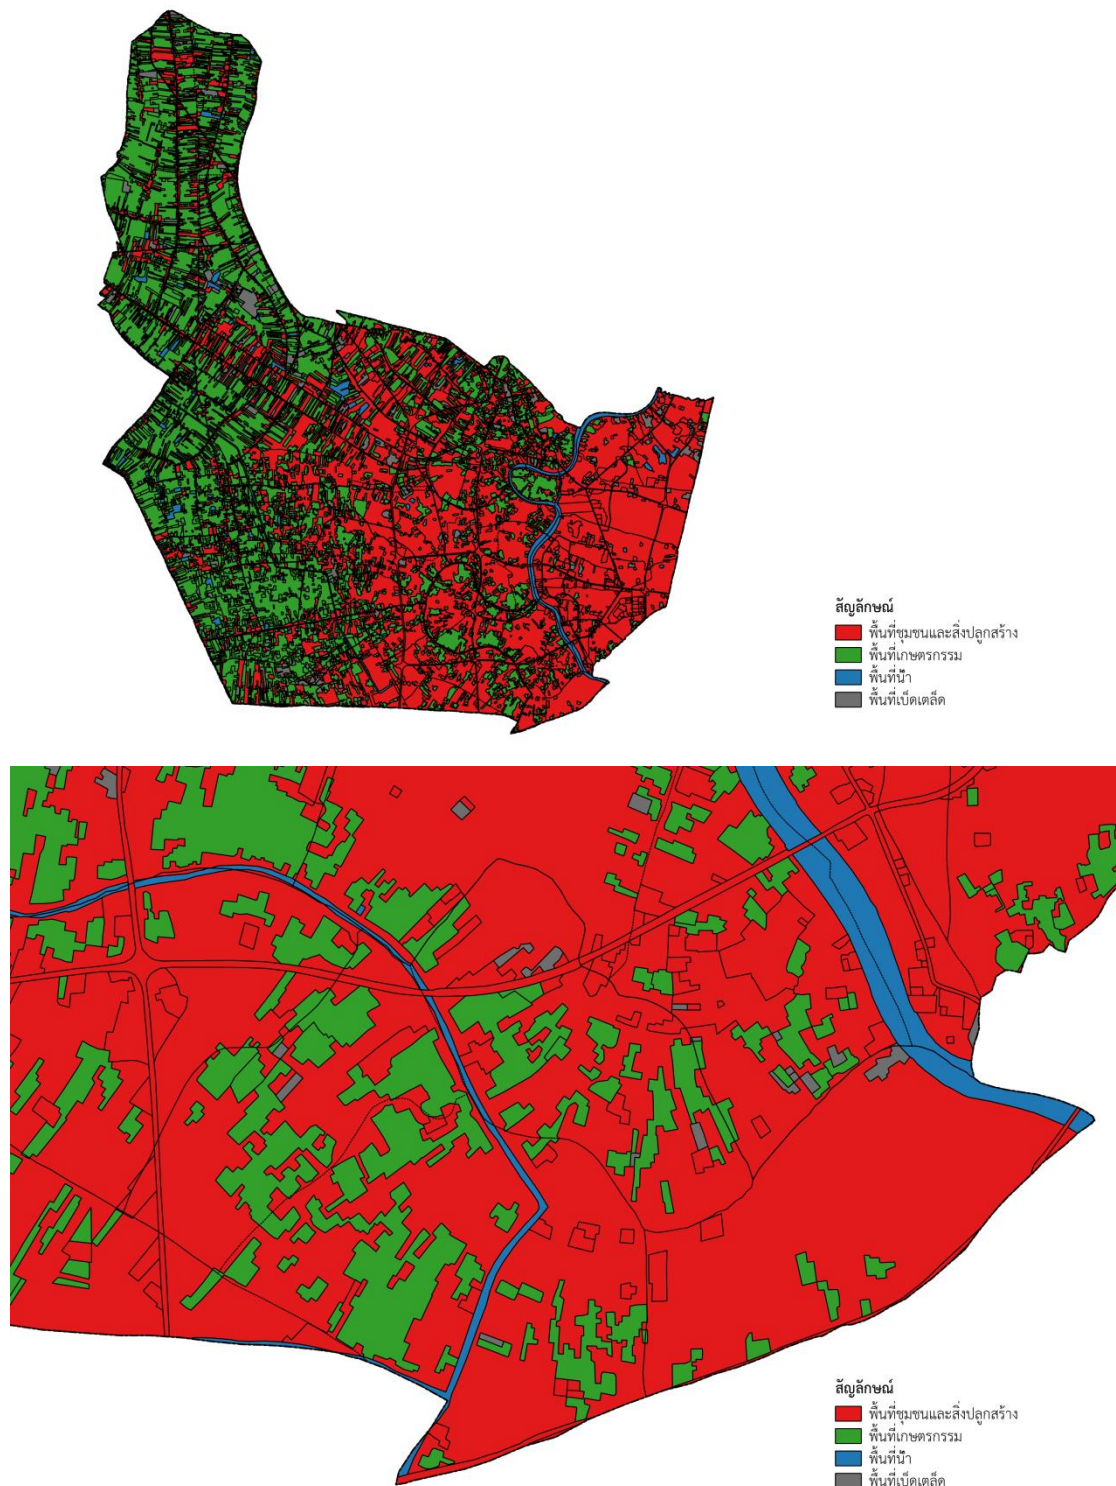 สัญลักษณ์
พื้นที่ชุมชนและสิ่งปลูกสร้าง
พื้นที่เกษตรกรรม
พื้นที่น้ำ
พื้นที่เบ็ดเตล็ด
สัญลักษณ์
พื้นที่ชุมชนและสิ่งปลูกสร้าง
พื้นที่เกษตรกรรม
พื้นที่น้ำ
พื้นที่เบ็ดเตล็ด